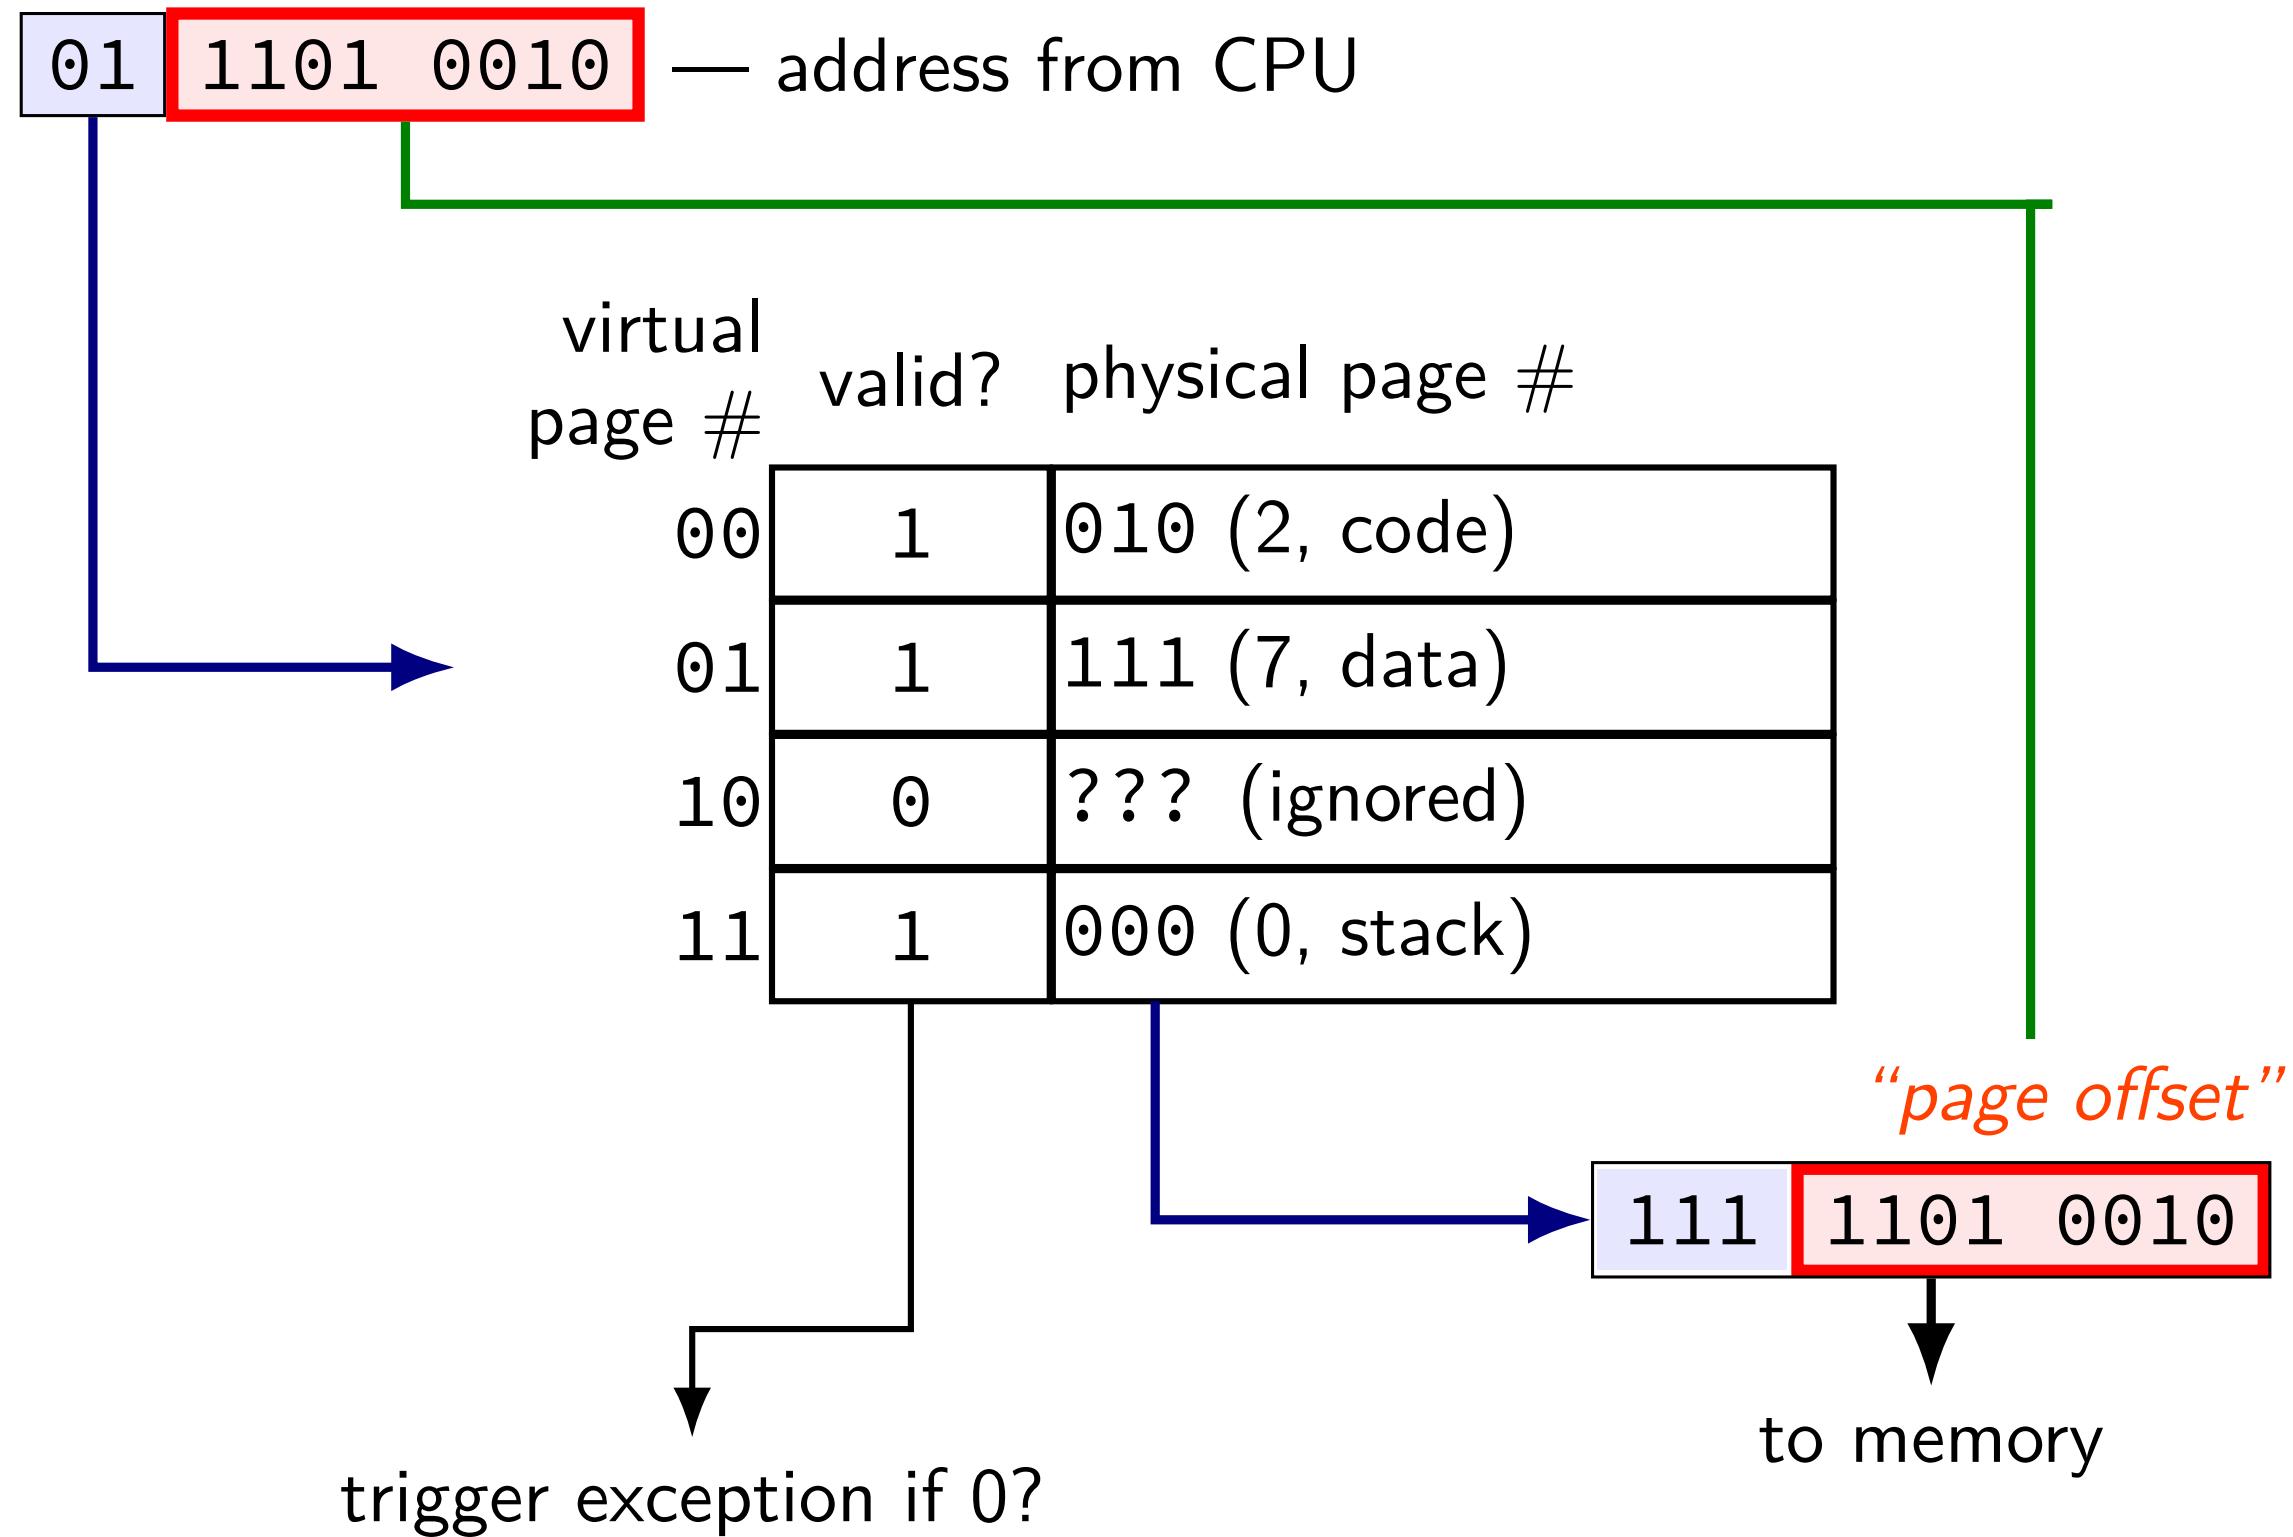 01 1101 0010 — address from CPU
virtual
page # valid? physical page #
00 1 010 (2, code)
01 1 111 (7, data)
10 0 ??? (ignored)
11 1 000 (0, stack)
“page offset”
111 1101 0010
to memory
trigger exception if 0?